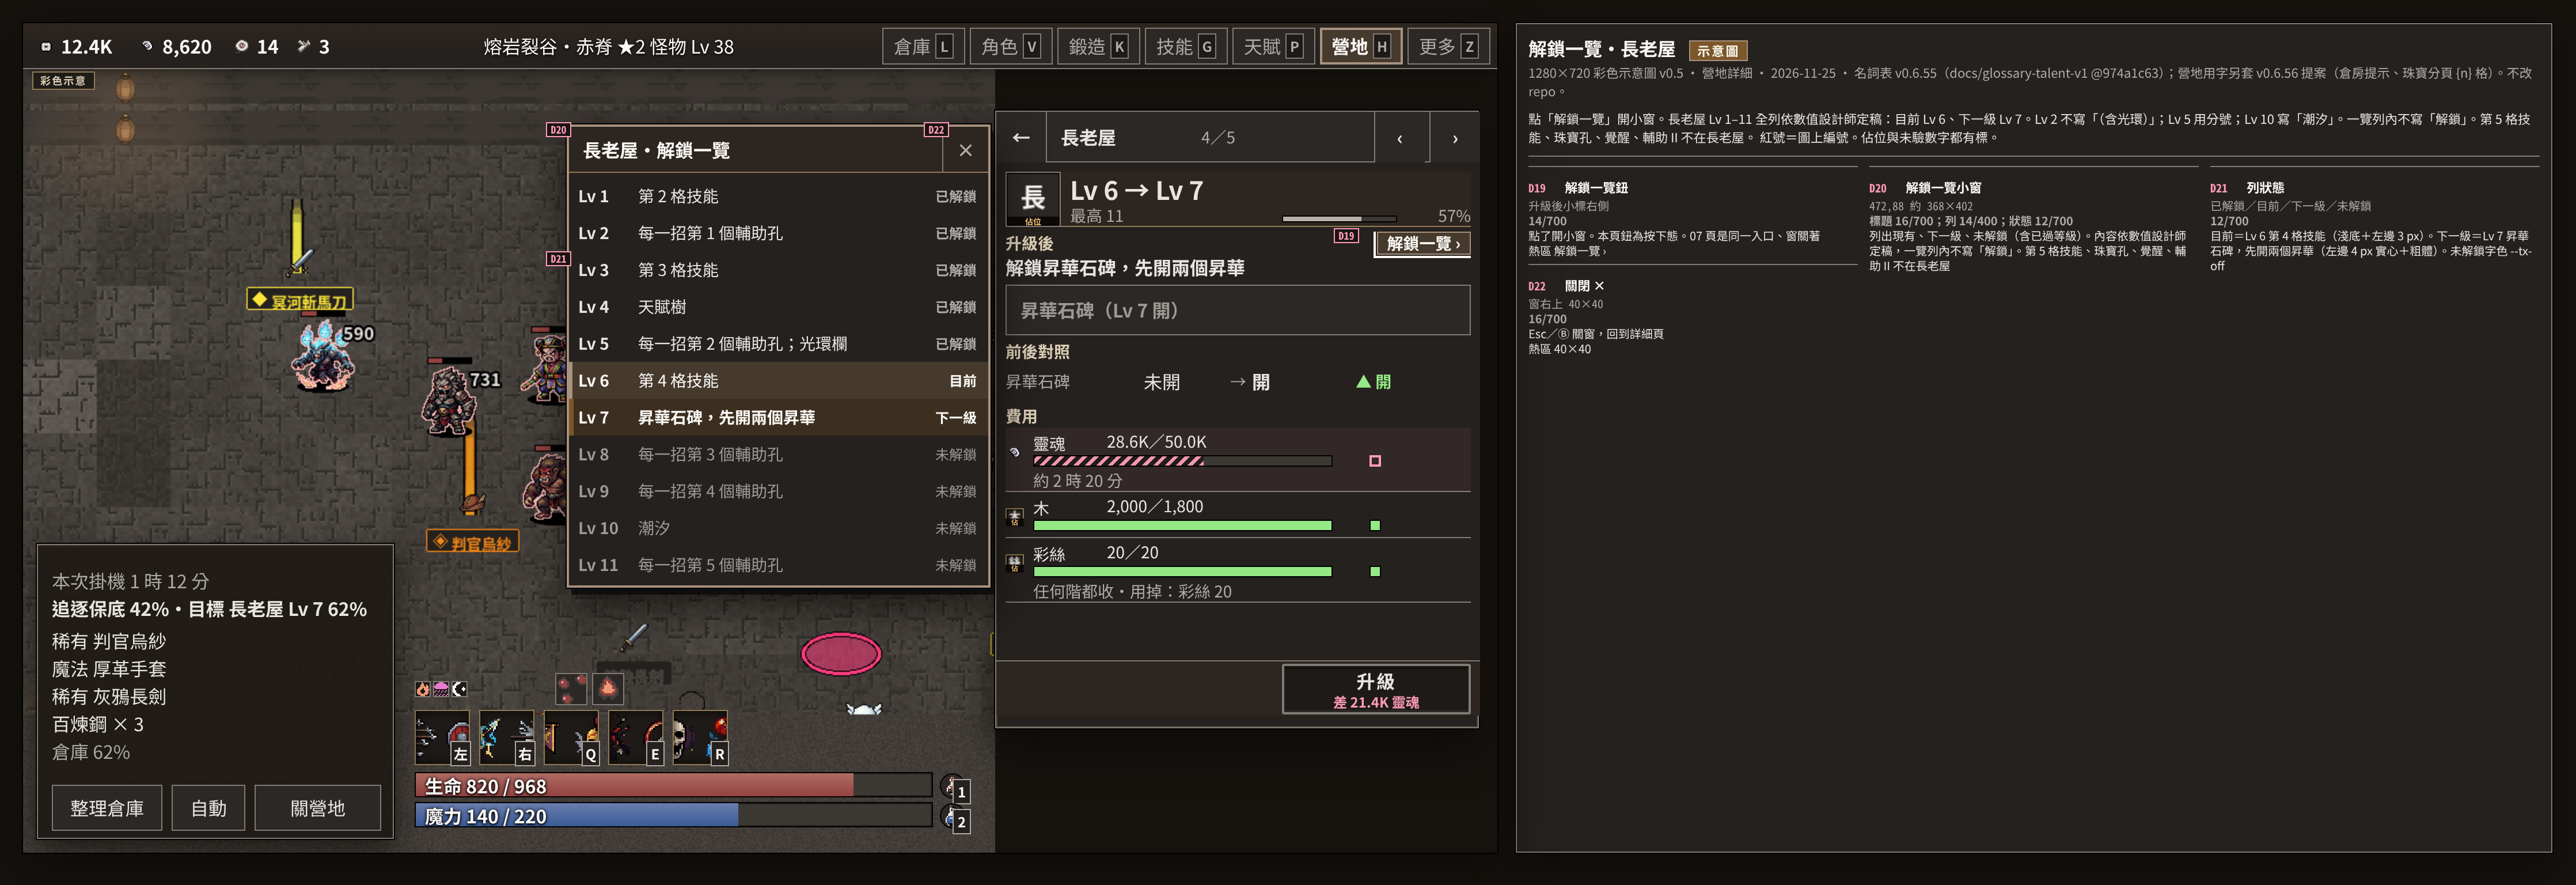 12.4K 8,620 14 3
熔岩裂谷・赤脊 ★2 怪物 Lv 38
倉庫 L 角色 V 鍛造 K 技能 G 天賦 P 營地 H 更多 Z
彩色示意
冥河斬馬刀
590
731
判官烏紗
本次掛機 1 時 12 分
追逐保底 42%・目標 長老屋 Lv 7 62%
稀有 判官烏紗
魔法 厚革手套
稀有 灰鴉長劍
百煉鋼 × 3
倉庫 62%
整理倉庫 自動 關營地
左 右 Q E R
生命 820 / 968 1
魔力 140 / 220 2
D20 D22
長老屋・解鎖一覽 ×
Lv 1 第 2 格技能 已解鎖
Lv 2 每一招第 1 個輔助孔 已解鎖
D21
Lv 3 第 3 格技能 已解鎖
Lv 4 天賦樹 已解鎖
Lv 5 每一招第 2 個輔助孔；光環欄 已解鎖
Lv 6 第 4 格技能 目前
Lv 7 昇華石碑，先開兩個昇華 下一級
Lv 8 每一招第 3 個輔助孔 未解鎖
Lv 9 每一招第 4 個輔助孔 未解鎖
Lv 10 潮汐 未解鎖
Lv 11 每一招第 5 個輔助孔 未解鎖
← 長老屋 4／5 ‹ ›
長 佔位
Lv 6 → Lv 7
最高 11 57%
升級後 D19 解鎖一覽 ›
解鎖昇華石碑，先開兩個昇華
昇華石碑（Lv 7 開）
前後對照
昇華石碑 未開 → 開 ▲ 開
費用
靈魂 28.6K／50.0K
約 2 時 20 分
木 2,000／1,800
佔
彩絲 20／20
佔
任何階都收・用掉：彩絲 20
升級
差 21.4K 靈魂
解鎖一覽・長老屋 示意圖
1280×720 彩色示意圖 v0.5 ・ 營地詳細 ・ 2026-11-25 ・ 名詞表 v0.6.55（docs/glossary-talent-v1 @974a1c63）；營地用字另套 v0.6.56 提案（倉房提示、珠寶分頁 {n} 格）。不改
repo。
點「解鎖一覽」開小窗。長老屋 Lv 1–11 全列依數值設計師定稿：目前 Lv 6、下一級 Lv 7。Lv 2 不寫「（含光環）」；Lv 5 用分號；Lv 10 寫「潮汐」。一覽列內不寫「解鎖」。第 5 格技
能、珠寶孔、覺醒、輔助 II 不在長老屋。 紅號＝圖上編號。佔位與未驗數字都有標。
D19 解鎖一覽鈕
升級後小標右側
14/700
點了開小窗。本頁鈕為按下態。07 頁是同一入口、窗關著
熱區 解鎖一覽 ›
D20 解鎖一覽小窗
472,88 約 368×402
標題 16/700；列 14/400；狀態 12/700
列出現有、下一級、未解鎖（含已過等級）。內容依數值設計師
定稿，一覽列內不寫「解鎖」。第 5 格技能、珠寶孔、覺醒、輔
助 II 不在長老屋
D21 列狀態
已解鎖／目前／下一級／未解鎖
12/700
目前＝Lv 6 第 4 格技能（淺底＋左邊 3 px）。下一級＝Lv 7 昇華
石碑，先開兩個昇華（左邊 4 px 實心＋粗體）。未解鎖字色 --tx-
off
D22 關閉 ×
窗右上 40×40
16/700
Esc／Ⓑ 關窗，回到詳細頁
熱區 40×40